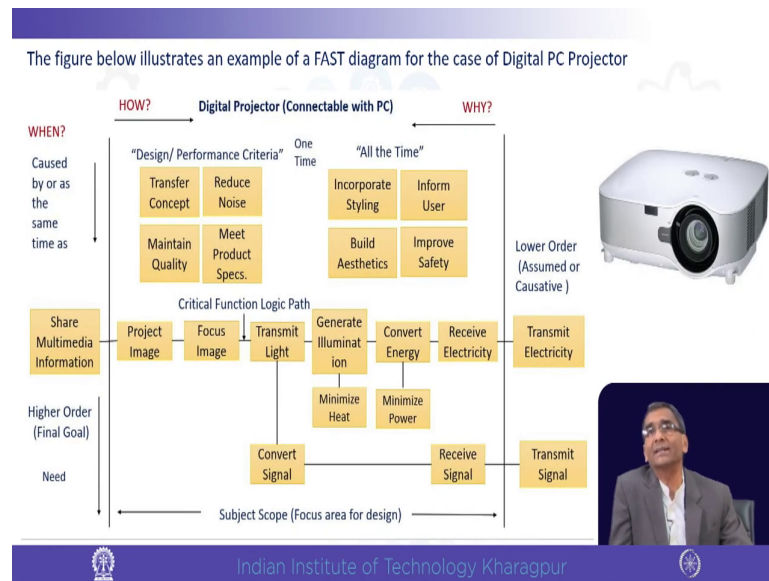 The figure below illustrates an example of a FAST diagram for the case of Digital PC Projector
HOW?
Digital Projector (Connectable with PC)
WHY?
WHEN?
Caused
by or as
the
same
time as
"Design/ Performance Criteria"
One
Time
"All the Time"
Transfer
Concept
Reduce
Noise
Incorporate
Styling
Inform
User
Maintain
Quality
Meet
Product
Specs.
Build
Aesthetics
Improve
Safety
Lower Order
(Assumed or
Causative )
Critical Function Logic Path
Share
Multimedia
Information
Project
Image
Focus
Image
Transmit
Light
Generate
Illuminat
ion
Convert
Energy
Receive
Electricity
Transmit
Electricity
Minimize
Heat
Minimize
Power
Higher Order
(Final Goal)
Need
Convert
Signal
Receive
Signal
Transmit
Signal
Subject Scope (Focus area for design)
Indian Institute of Technology Kharagpur